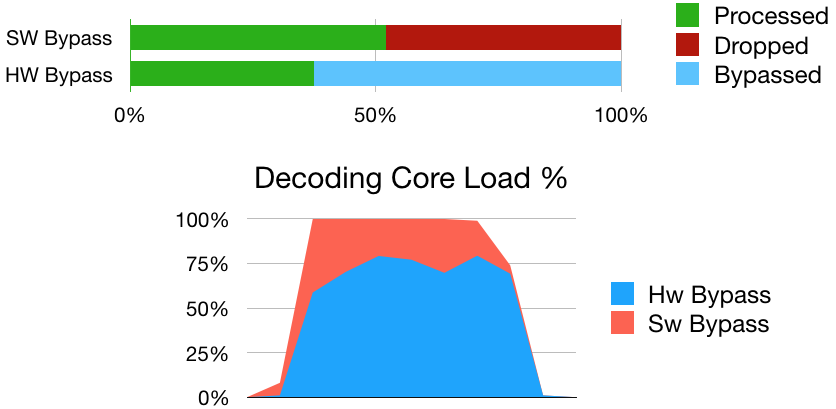 SW Bypass
HW Bypass
0%
50%
100%
Processed
Dropped
Bypassed
Decoding Core Load %
100%
75%
50%
25%
0%
Hw Bypass
Sw Bypass